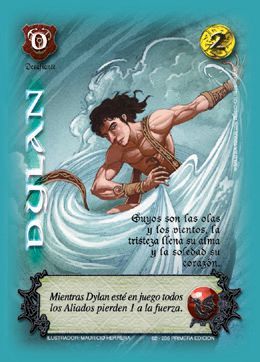 0
2
Desafiante
DYLAN
Suyos son las olas
y los vientos, la
tristeza llena su alma
y la soledad su
corazón..
Mientras Dylan esté en juego todos
los Aliados pierden 1 a la fuerza.
ILUSTRADOR: MAURICIO HERRERA
PRIMERA EDICION